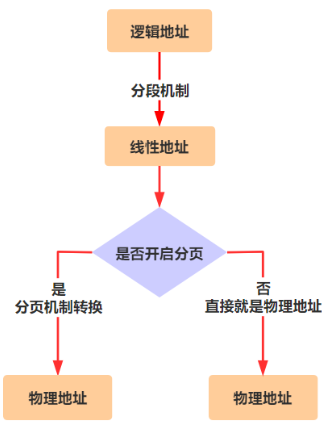 逻辑地址
分段机制
线性地址
是否开启分页
是
分页机制转换
否
直接就是物理地址
物理地址
物理地址